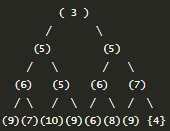 ( 3 )
/ \
(5) (5)
/ \ / \
(6) (5) (6) (7)
/ \ / \ / \ / \
(9)(7)(10)(9)(6)(8)(9) {4}